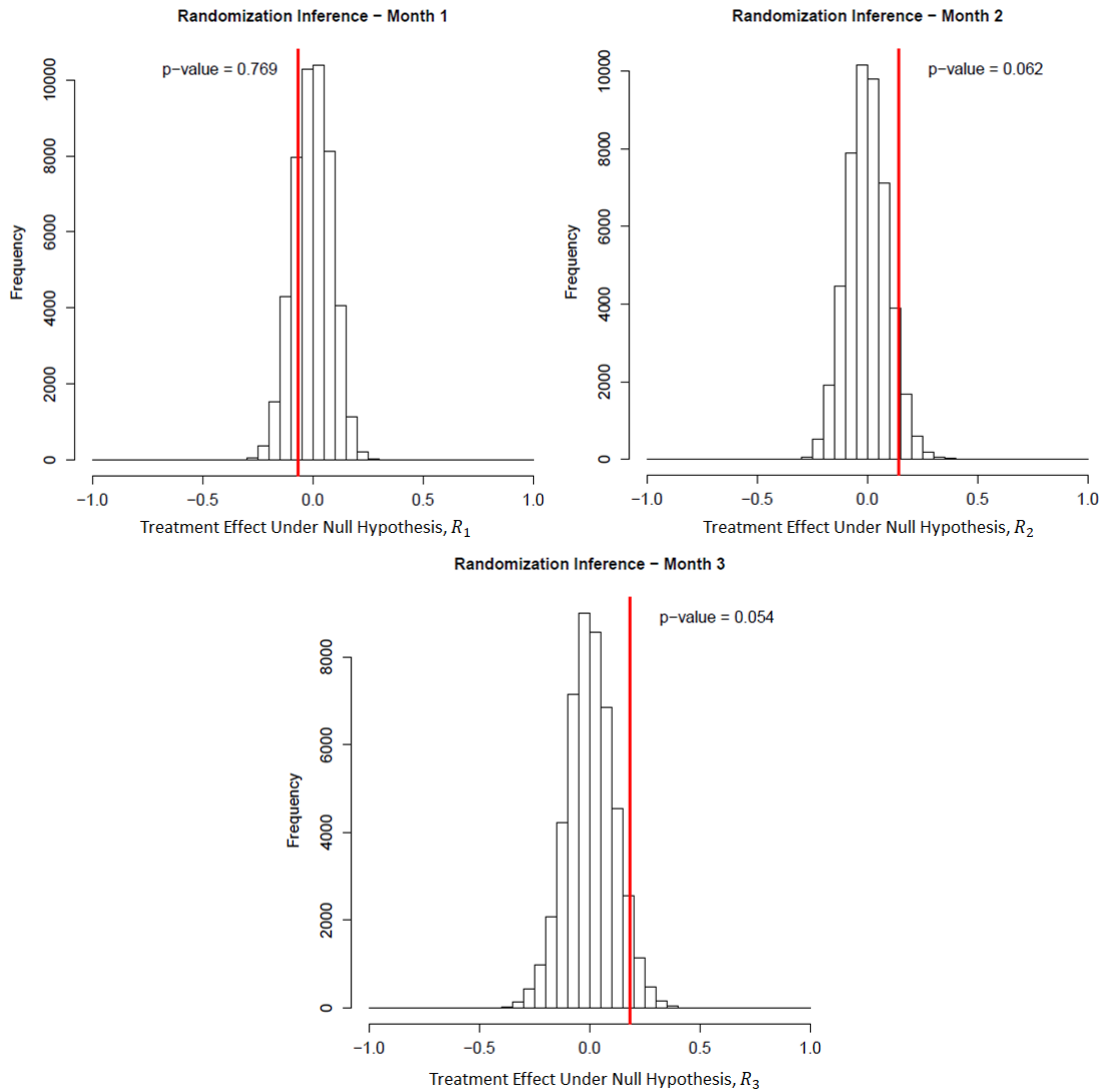 Randomization Inference − Month 1
p−value = 0.769
Frequency
10000
8000
6000
4000
2000
0
−1.0 −0.5 0.0 0.5 1.0
Treatment Effect Under Null Hypothesis, R₁
Randomization Inference − Month 2
p−value = 0.062
Frequency
10000
8000
6000
4000
2000
0
−1.0 −0.5 0.0 0.5 1.0
Treatment Effect Under Null Hypothesis, R₂
Randomization Inference − Month 3
p−value = 0.054
Frequency
8000
6000
4000
2000
0
−1.0 −0.5 0.0 0.5 1.0
Treatment Effect Under Null Hypothesis, R₃